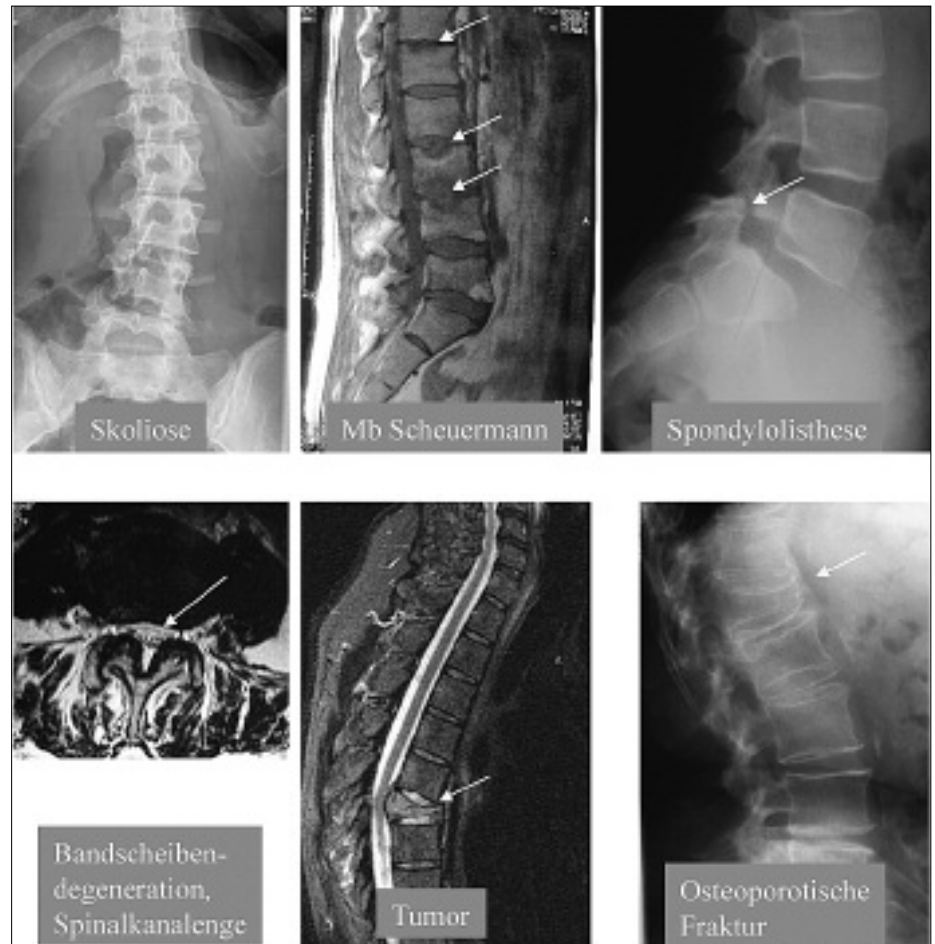 Skoliose
Mb Scheuermann
Spondylolisthese
Bandscheiben-
degeneration,
Spinalkanalenge
Tumor
Osteoporotische
Fraktur